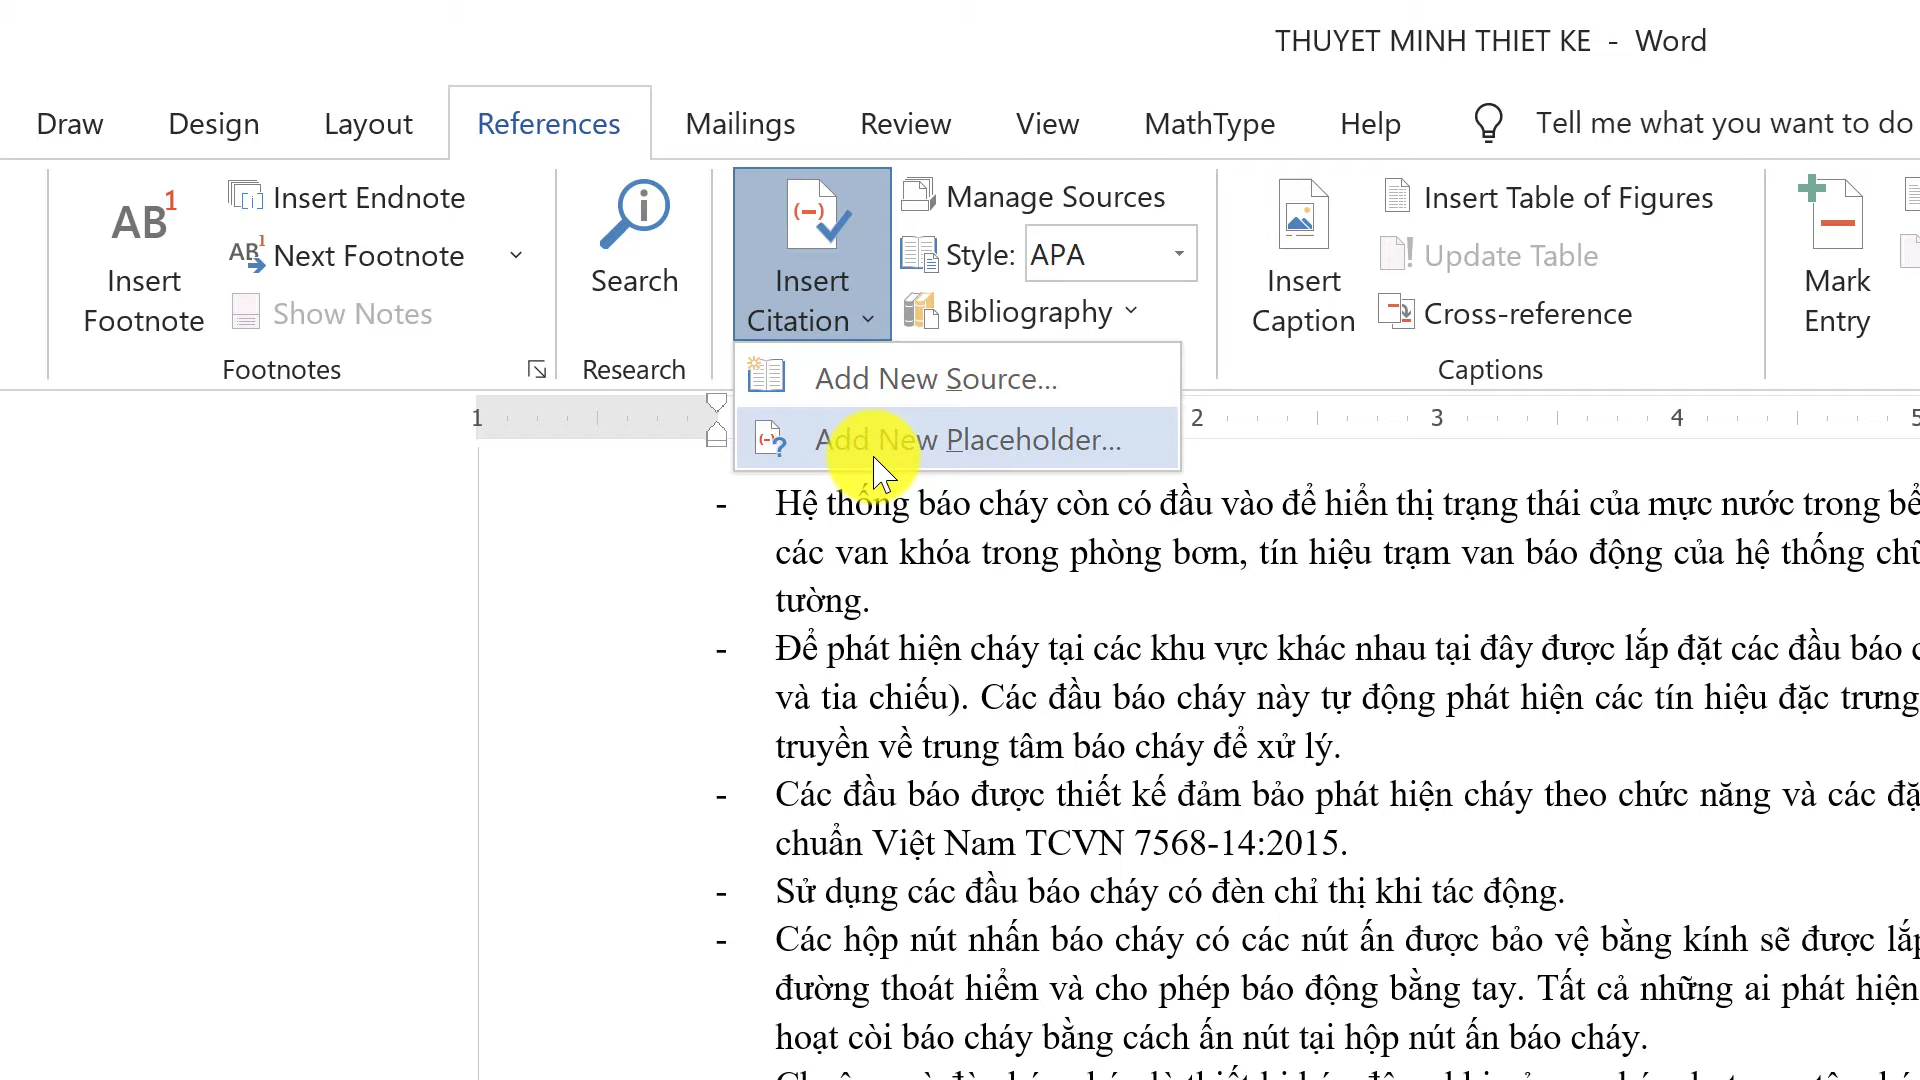 THUYET MINH THIET KE - Word
Draw Design Layout References Mailings Review View MathType Help Tell me what you want to do
AB1
Insert
Footnote
Insert Endnote
AB1 Next Footnote
Show Notes
Footnotes
Search
Research
Insert
Citation
Manage Sources
Style: APA
Bibliography
Add New Source...
Add New Placeholder...
Insert
Caption
Insert Table of Figures
Update Table
Cross-reference
Captions
Mark
Entry
1 2 3 4 5
- Hệ thống báo cháy còn có đầu vào để hiển thị trạng thái của mực nước trong bể
các van khóa trong phòng bơm, tín hiệu trạm van báo động của hệ thống
tường.
- Để phát hiện cháy tại các khu vực khác nhau tại đây được lắp đặt các đầu báo
và tia chiếu). Các đầu báo cháy này tự động phát hiện các tín hiệu đặc trưng
truyền về trung tâm báo cháy để xử lý.
- Các đầu báo được thiết kế đảm bảo phát hiện cháy theo chức năng và các
chuẩn Việt Nam TCVN 7568-14:2015.
- Sử dụng các đầu báo cháy có đèn chỉ thị khi tác động.
- Các hộp nút nhấn báo cháy có các nút ấn được bảo vệ bằng kính sẽ được
đường thoát hiểm và cho phép báo động bằng tay. Tất cả những ai phát hiện
hoạt còi báo cháy bằng cách ấn nút tại hộp nút ấn báo cháy.